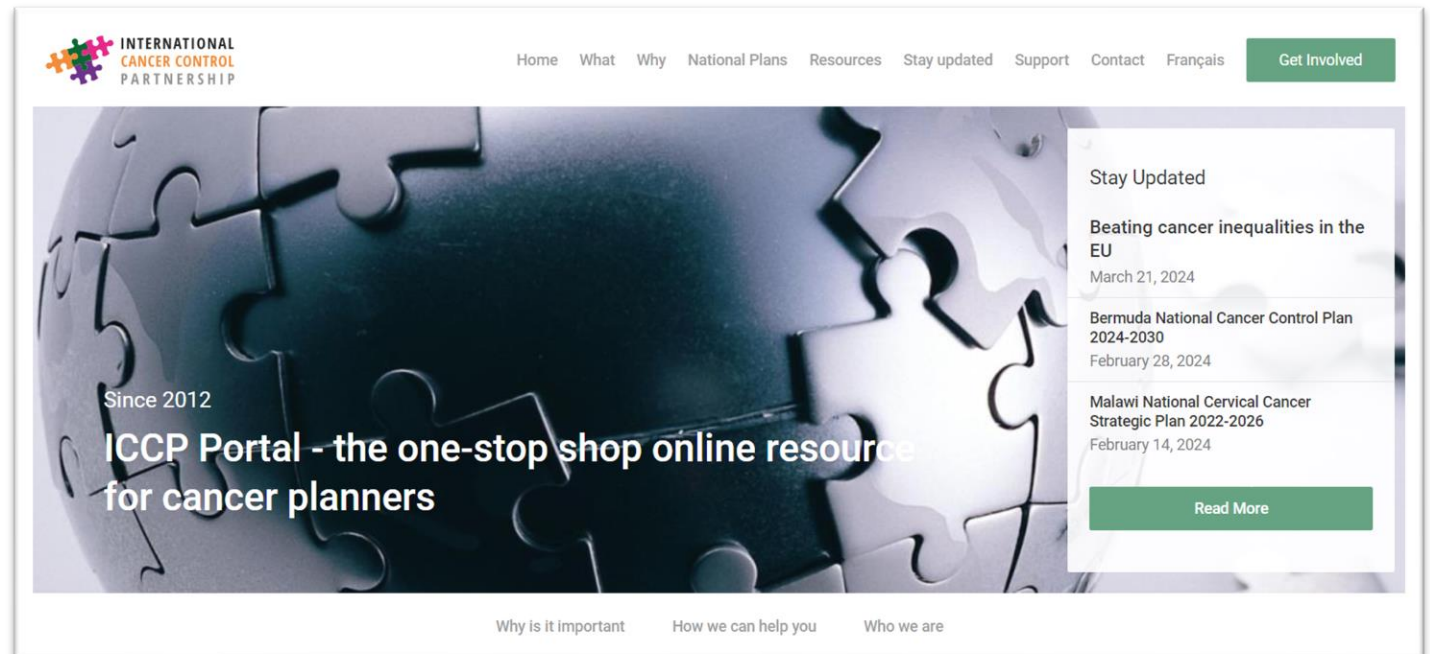 INTERNATIONAL
CANCER CONTROL
PARTNERSHIP
Home What Why National Plans Resources Stay updated Support Contact Français Get Involved
Since 2012
ICCP Portal - the one-stop shop online resource
for cancer planners
Stay Updated
Beating cancer inequalities in the
EU
March 21, 2024
Bermuda National Cancer Control Plan
2024-2030
February 28, 2024
Malawi National Cervical Cancer
Strategic Plan 2022-2026
February 14, 2024
Read More
Why is it important How we can help you Who we are